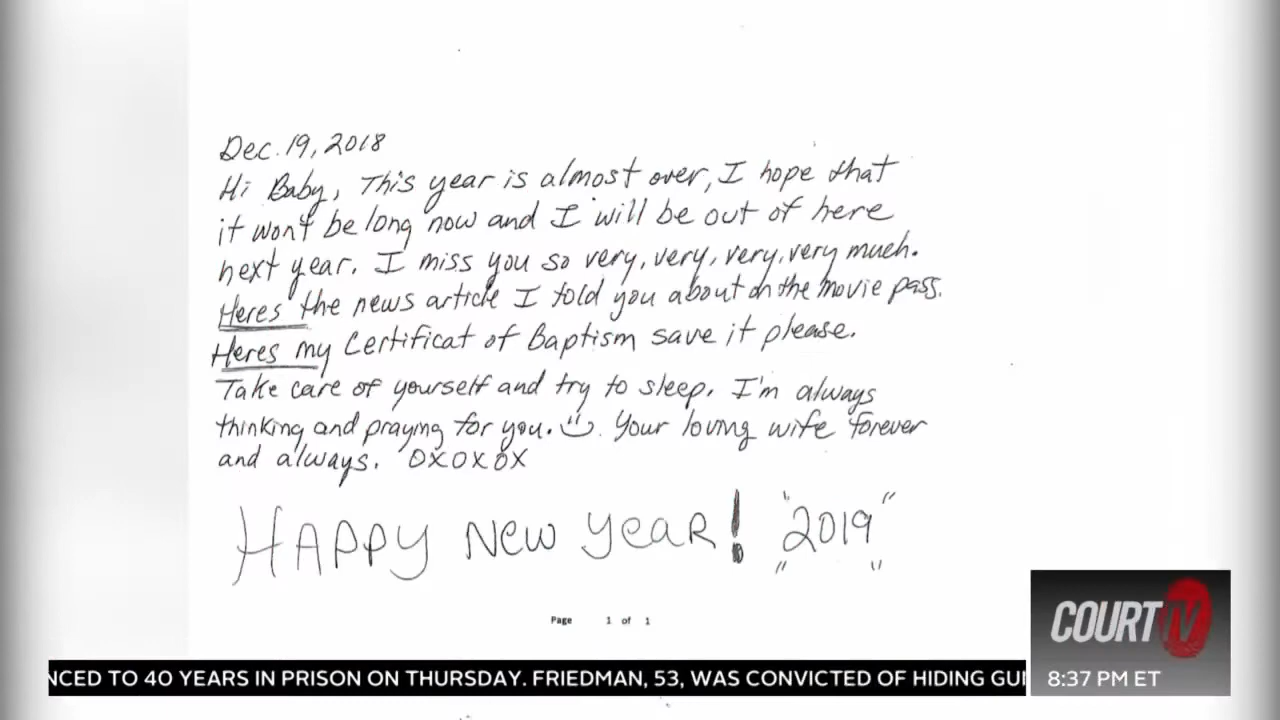 Dec. 19, 2018
Hi Baby, This year is almost over, I hope that
it won't be long now and I will be out of here
next year. I miss you so very, very, very, very much.
Heres the news article I told you about on the movie pass.
Heres my Certificat of Baptism save it please.
Take care of yourself and try to sleep. I'm always
thinking and praying for you. Your loving wife forever
and always. OXOXOX
HAPPY New Year! "2019"
Page 1 of 1
COURT TV
NCED TO 40 YEARS IN PRISON ON THURSDAY. FRIEDMAN, 53, WAS CONVICTED OF HIDING GU
8:37 PM ET